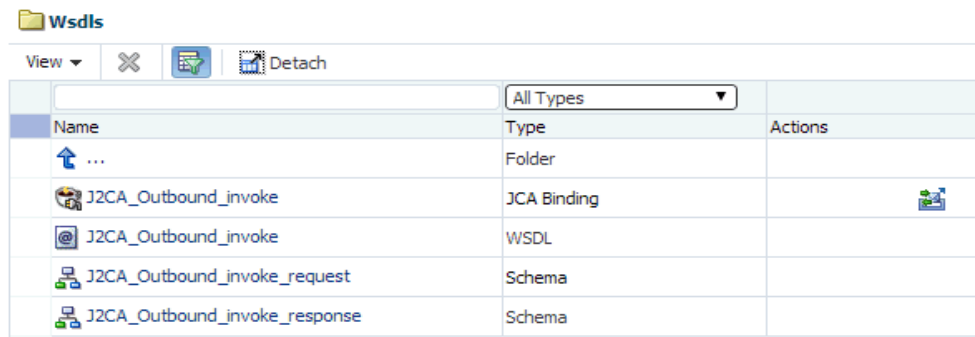 Wsdls
View Detach
All Types
Name Type Actions
... Folder
J2CA_Outbound_invoke JCA Binding
@ J2CA_Outbound_invoke WSDL
J2CA_Outbound_invoke_request Schema
J2CA_Outbound_invoke_response Schema